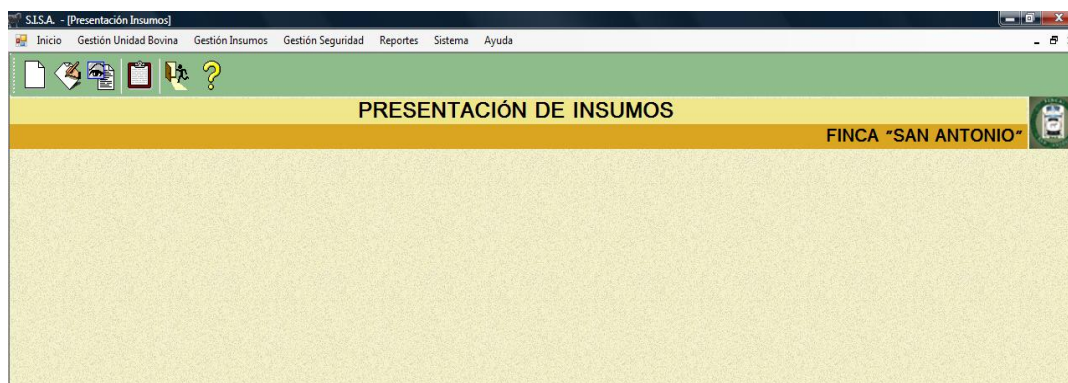 S.I.S.A. - [Presentación Insumos]
Inicio Gestión Unidad Bovina Gestión Insumos Gestión Seguridad Reportes Sistema Ayuda
PRESENTACIÓN DE INSUMOS
FINCA "SAN ANTONIO"